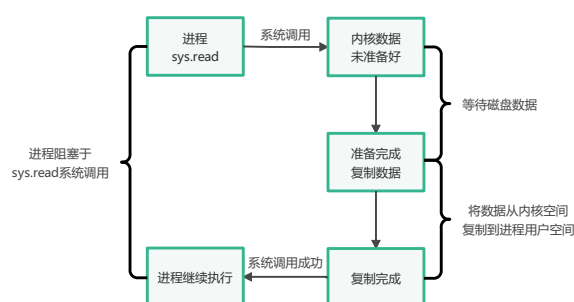 进程
sys.read
系统调用
内核数据
未准备好
等待磁盘数据
进程阻塞于
sys.read系统调用
准备完成
复制数据
将数据从内核空间
复制到进程用户空间
进程继续执行
系统调用成功
复制完成